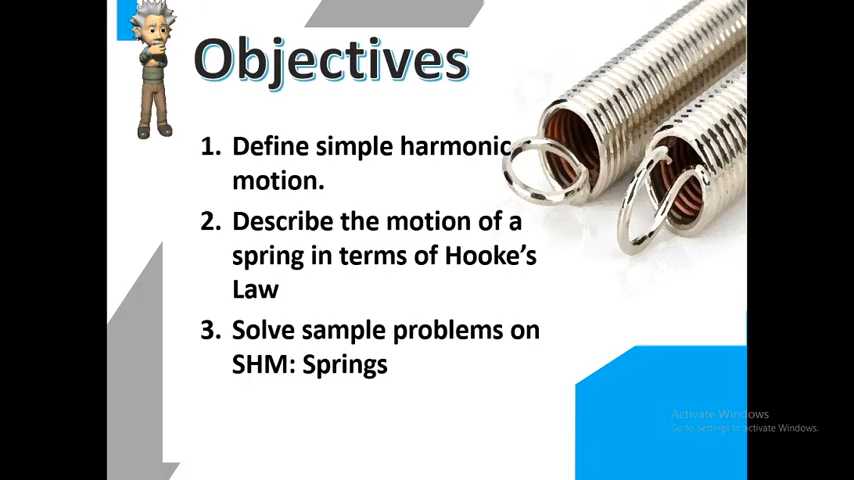 Objectives
1. Define simple harmonic
motion.
2. Describe the motion of a
spring in terms of Hooke’s
Law
3. Solve sample problems on
SHM: Springs
Activate Windows
Go to Settings to Activate Windows.